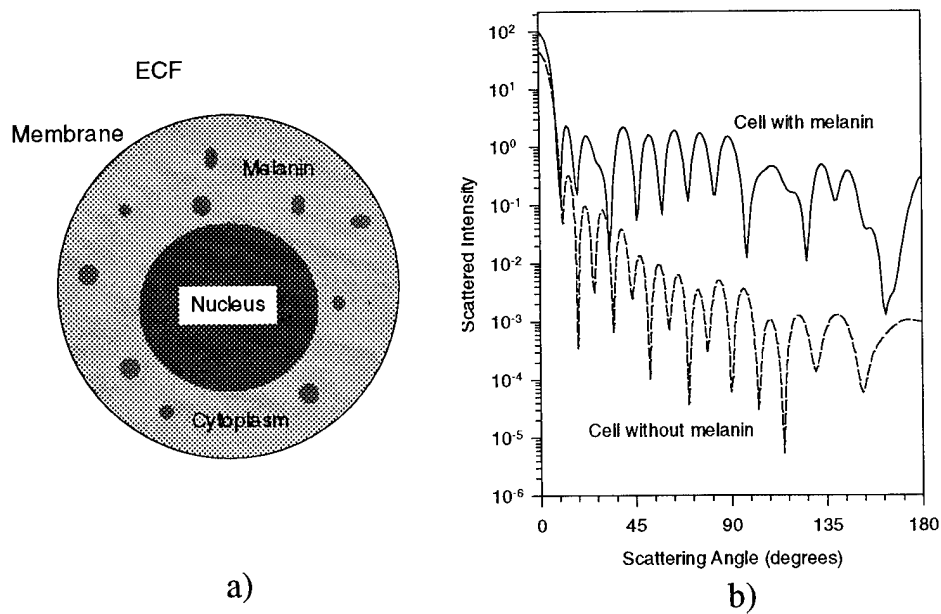 ECF
Membrane
Melanin
Nucleus
Cytoplasm
a)
10²
10¹
10⁰
10⁻¹
10⁻²
10⁻³
10⁻⁴
10⁻⁵
10⁻⁶
Scattered Intensity
Cell with melanin
Cell without melanin
0 45 90 135 180
Scattering Angle (degrees)
b)